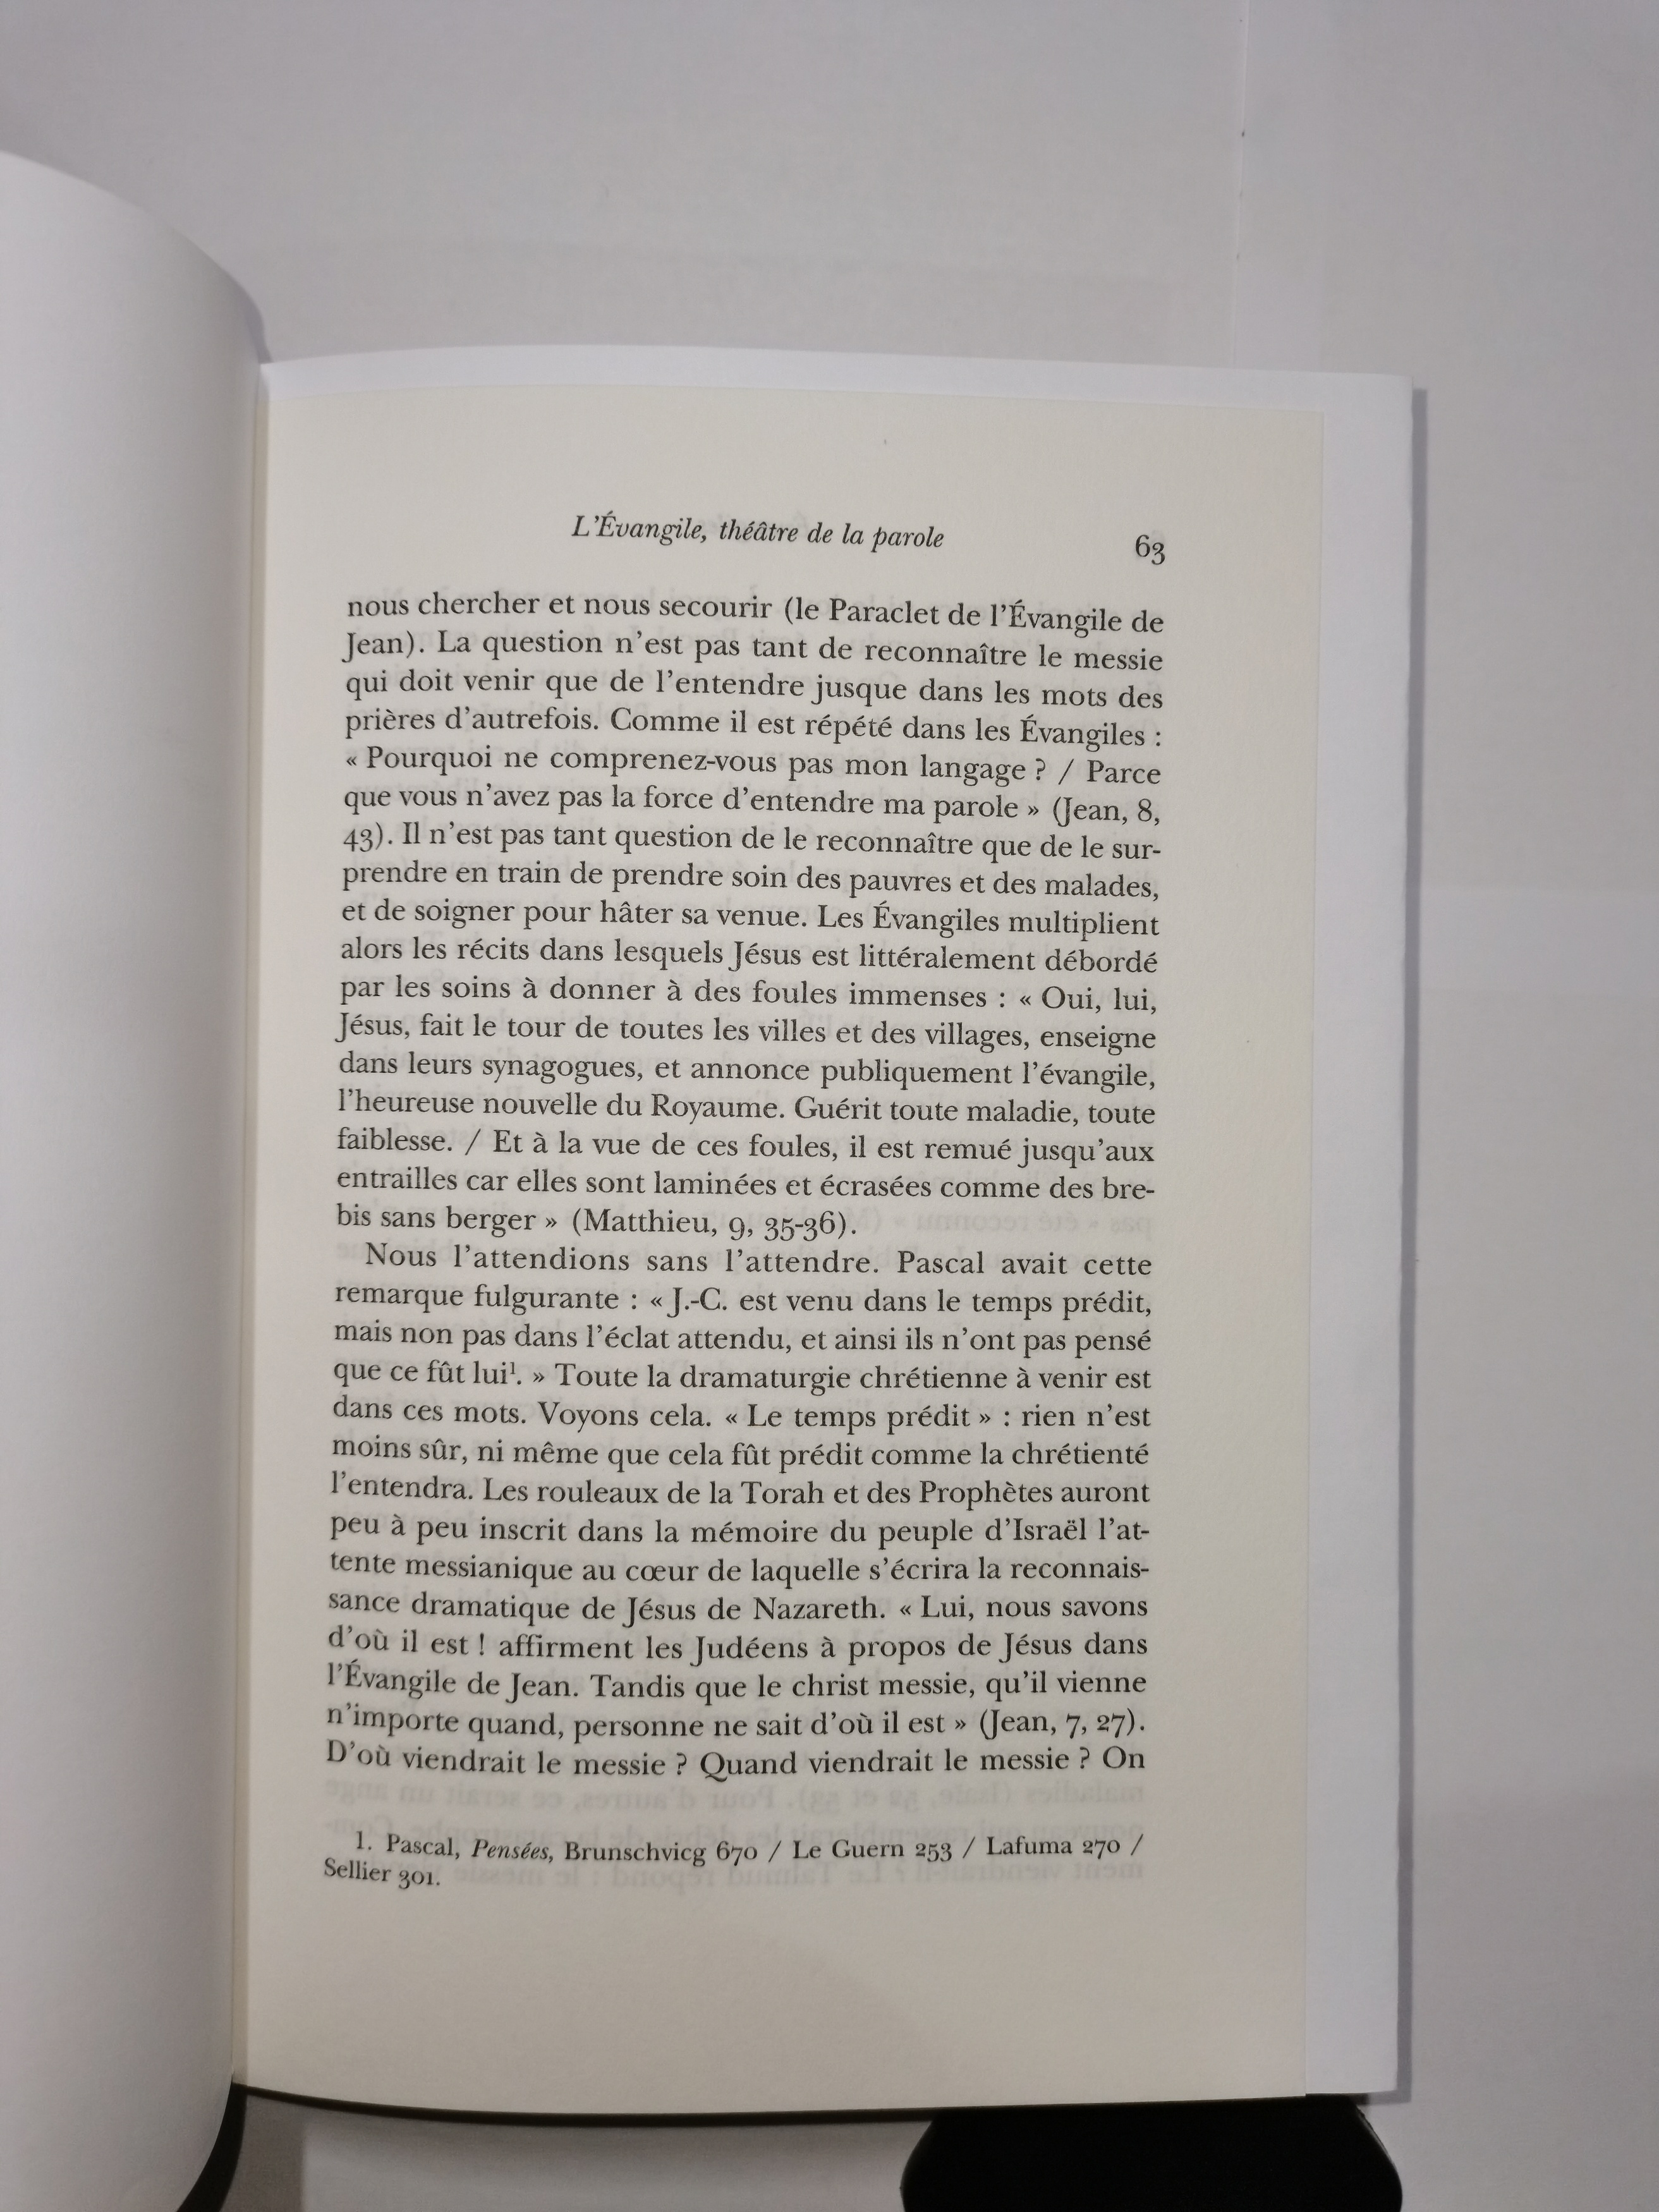 L'Évangile, théâtre de la parole 63
nous chercher et nous secourir (le Paraclet de l'Évangile de
Jean). La question n'est pas tant de reconnaître le messie
qui doit venir que de l'entendre jusque dans les mots des
prières d'autrefois. Comme il est répété dans les Évangiles :
« Pourquoi ne comprenez-vous pas mon langage ? / Parce
que vous n'avez pas la force d'entendre ma parole » (Jean, 8,
43). Il n'est pas tant question de le reconnaître que de le sur-
prendre en train de prendre soin des pauvres et des malades,
et de soigner pour hâter sa venue. Les Évangiles multiplient
alors les récits dans lesquels Jésus est littéralement débordé
par les soins à donner à des foules immenses : « Oui, lui,
Jésus, fait le tour de toutes les villes et des villages, enseigne
dans leurs synagogues, et annonce publiquement l'évangile,
l'heureuse nouvelle du Royaume. Guérit toute maladie, toute
faiblesse. / Et à la vue de ces foules, il est remué jusqu'aux
entrailles car elles sont laminées et écrasées comme des bre-
bis sans berger » (Matthieu, 9, 35-36).
Nous l'attendions sans l'attendre. Pascal avait cette
remarque fulgurante : « J.-C. est venu dans le temps prédit,
mais non pas dans l'éclat attendu, et ainsi ils n'ont pas pensé
que ce fût lui¹. » Toute la dramaturgie chrétienne à venir est
dans ces mots. Voyons cela. « Le temps prédit » : rien n'est
moins sûr, ni même que cela fût prédit comme la chrétienté
l'entendra. Les rouleaux de la Torah et des Prophètes auront
peu à peu inscrit dans la mémoire du peuple d'Israël l'at-
tente messianique au cœur de laquelle s'écrira la reconnais-
sance dramatique de Jésus de Nazareth. « Lui, nous savons
d'où il est ! affirment les Judéens à propos de Jésus dans
l'Évangile de Jean. Tandis que le christ messie, qu'il vienne
n'importe quand, personne ne sait d'où il est » (Jean, 7, 27).
D'où viendrait le messie ? Quand viendrait le messie ? On
1. Pascal, Pensées, Brunschvicg 670 / Le Guern 253 / Lafuma 270 /
Sellier 301.